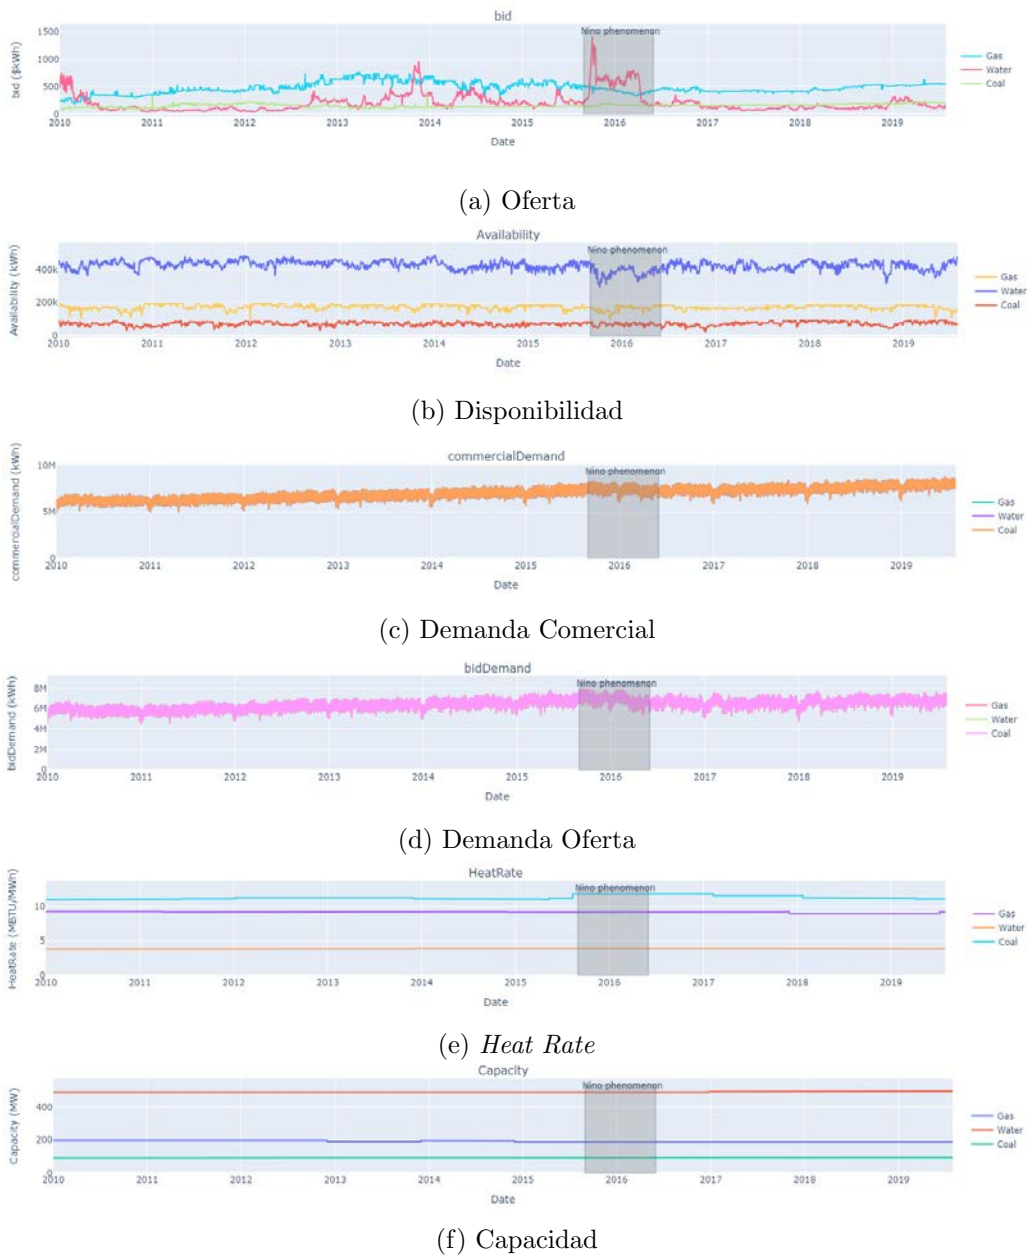 bid
bid ($kWh)
1500
1000
500
0
Nino phenomenon
2010 2011 2012 2013 2014 2015 2016 2017 2018 2019
Date
Gas
Water
Coal
(a) Oferta
Availability
Availability (kWh)
400k
200k
0
Nino phenomenon
2010 2011 2012 2013 2014 2015 2016 2017 2018 2019
Date
Gas
Water
Coal
(b) Disponibilidad
commercialDemand
commercialDemand (kWh)
10M
5M
0
Nino phenomenon
2010 2011 2012 2013 2014 2015 2016 2017 2018 2019
Date
Gas
Water
Coal
(c) Demanda Comercial
bidDemand
bidDemand (kWh)
8M
6M
4M
2M
0
Nino phenomenon
2010 2011 2012 2013 2014 2015 2016 2017 2018 2019
Date
Gas
Water
Coal
(d) Demanda Oferta
HeatRate
HeatRate (MBTU/MWh)
10
5
0
Nino phenomenon
2010 2011 2012 2013 2014 2015 2016 2017 2018 2019
Date
Gas
Water
Coal
(e) Heat Rate
Capacity
Capacity (MW)
400
200
0
Nino phenomenon
2010 2011 2012 2013 2014 2015 2016 2017 2018 2019
Date
Gas
Water
Coal
(f) Capacidad